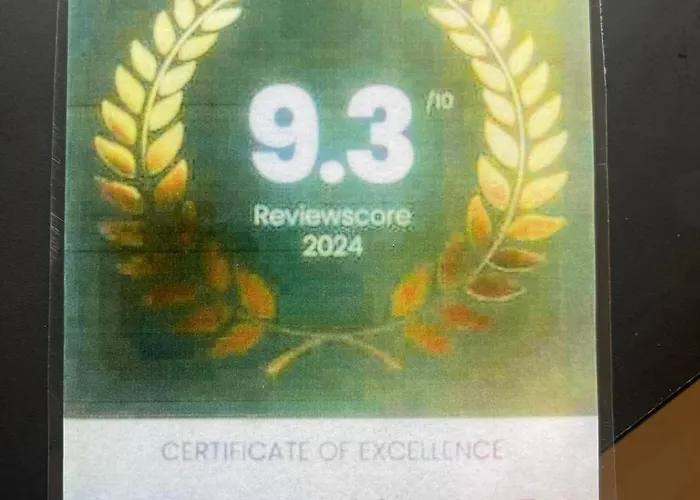 9.3 /10
Reviewscore
2024
CERTIFICATE OF EXCELLENCE